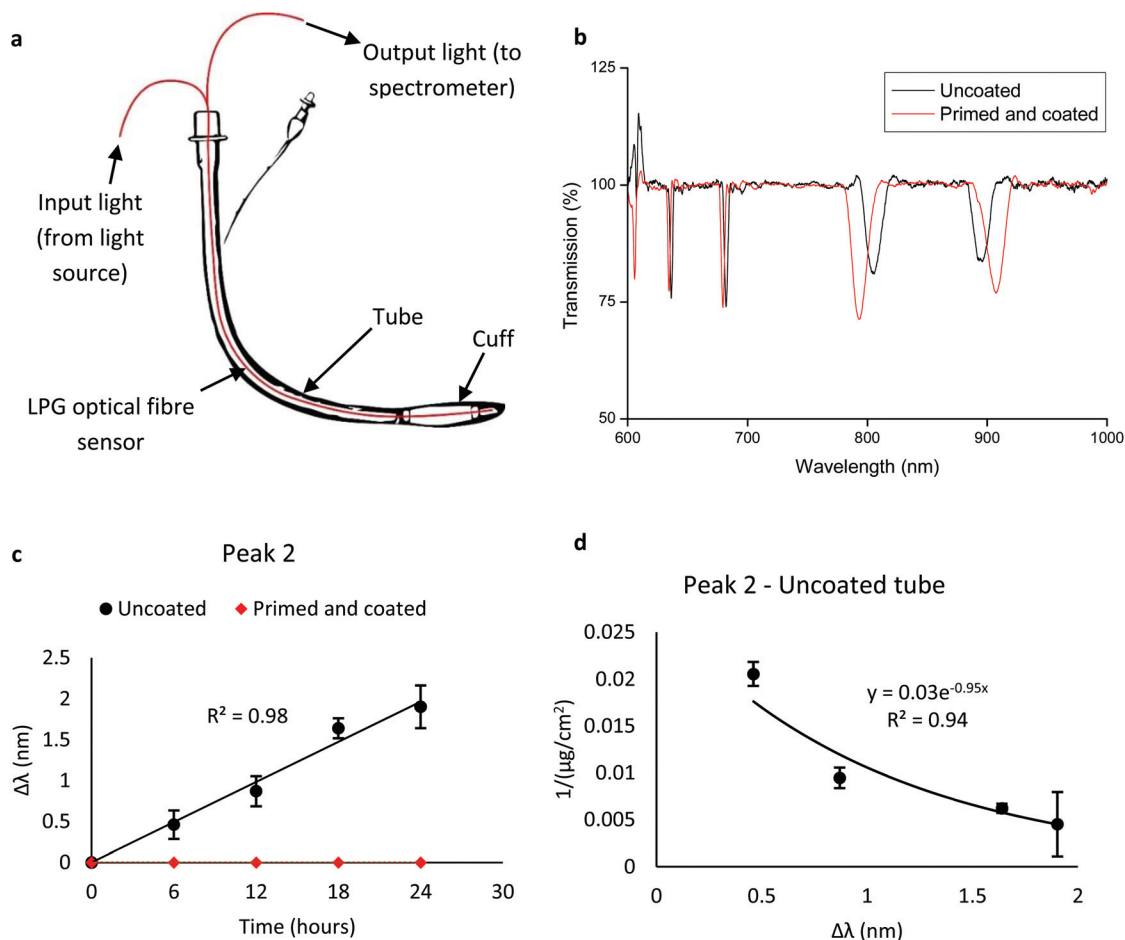 a
Output light (to
spectrometer)
Input light
(from light
source)
Tube
Cuff
LPG optical fibre
sensor
b
125
100
75
50
Transmission (%)
Uncoated
Primed and coated
600 700 800 900 1000
Wavelength (nm)
c
Peak 2
Uncoated Primed and coated
2.5
2
1.5
1
0.5
0
Δλ (nm)
R² = 0.98
0 6 12 18 24 30
Time (hours)
d
Peak 2 - Uncoated tube
0.025
0.02
0.015
0.01
0.005
0
1/(μg/cm²)
y = 0.03e⁻⁰·⁹⁵ˣ
R² = 0.94
0 0.5 1 1.5 2
Δλ (nm)